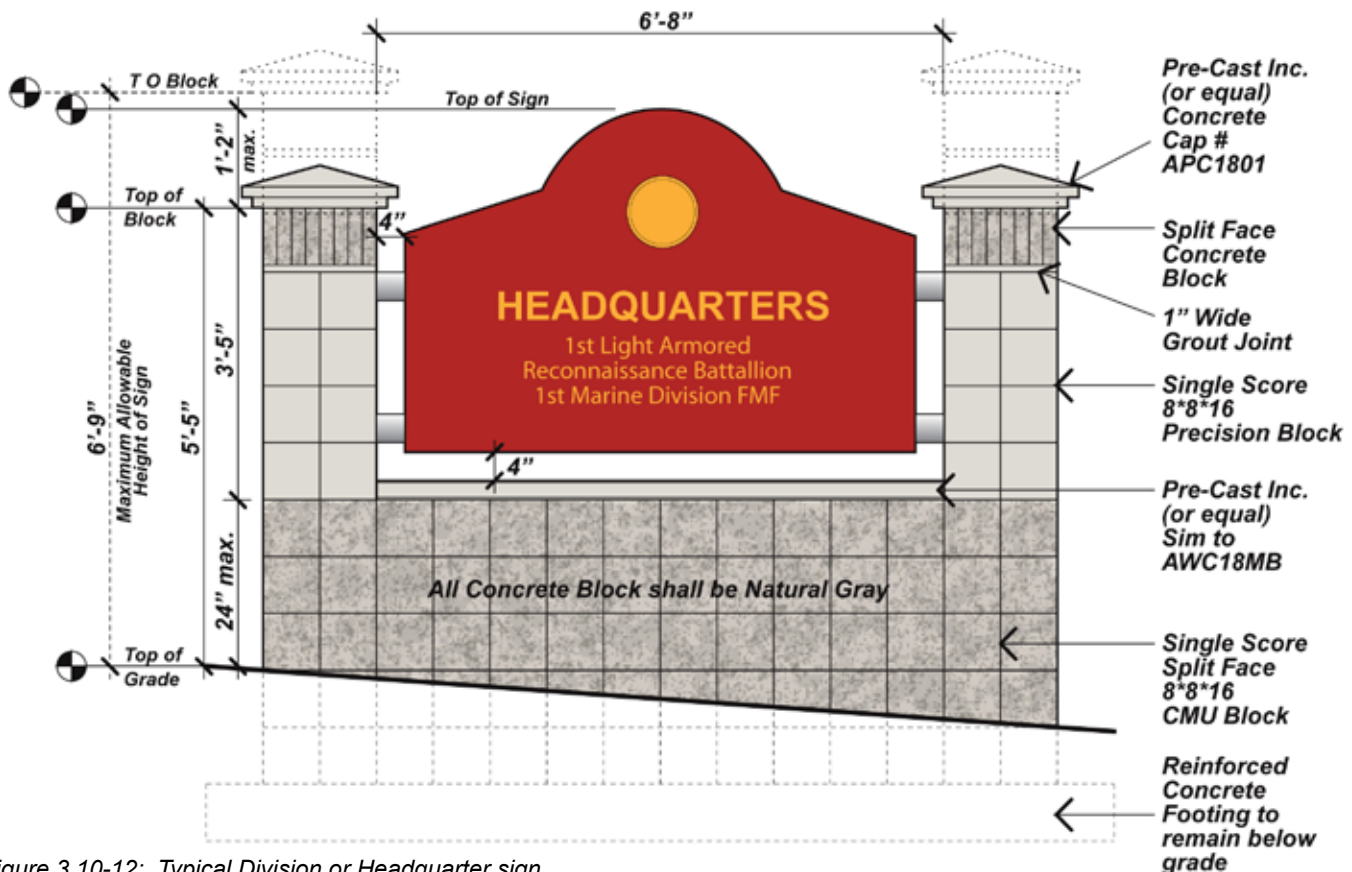 6’-8”
T O Block
Top of Sign
1’-2”
max.
Top of
Block
4”
3’-5”
5’-5”
6’-9”
Maximum Allowable
Height of Sign
24” max.
Top of
Grade
HEADQUARTERS
1st Light Armored
Reconnaissance Battallion
1st Marine Division FMF
4”
All Concrete Block shall be Natural Gray
Pre-Cast Inc.
(or equal)
Concrete
Cap #
APC1801
Split Face
Concrete
Block
1” Wide
Grout Joint
Single Score
8*8*16
Precision Block
Pre-Cast Inc.
(or equal)
Sim to
AWC18MB
Single Score
Split Face
8*8*16
CMU Block
Reinforced
Concrete
Footing to
remain below
grade
igure 3.10-12: Typical Division or Headquarter sign